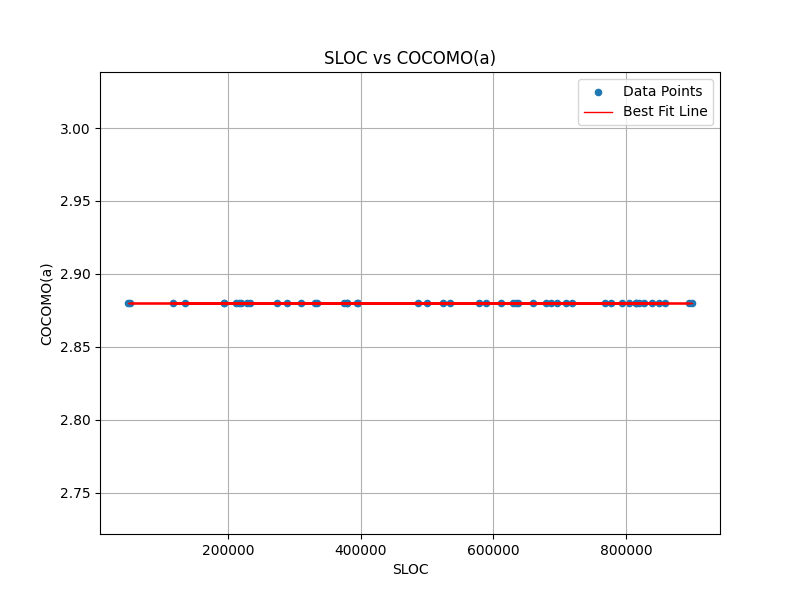 SLOC vs COCOMO(a)
Data Points
Best Fit Line
3.00
2.95
2.90
2.85
2.80
2.75
COCOMO(a)
200000 400000 600000 800000
SLOC